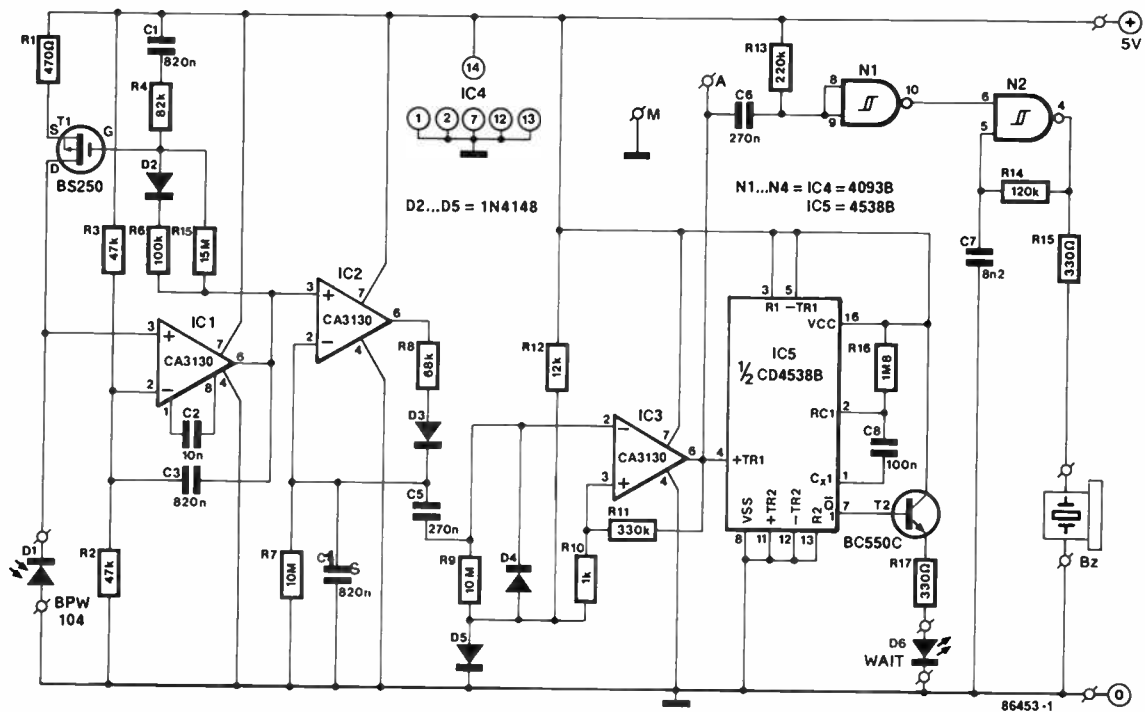 R1
470Ω
C1
820n
R4
82k
T1
S
G
D
BS250
D2
R3
47k
R6
100k
R15
15M
14
IC4
1 2 7 12 13
D2...D5 = 1N4148
M
A
C6
270n
R13
220k
8
9
N1
10
6
5
N2
4
N1...N4 = IC4 = 4093B
IC5 = 4538B
R14
120k
C7
8n2
R15
330Ω
IC1
CA3130
3
+
2
−
7
6
1
8
4
C2
10n
C3
820n
IC2
CA3130
3
+
2
−
7
6
4
R8
68k
D3
R12
12k
IC3
CA3130
2
−
3
+
7
6
4
R11
330k
R10
1k
C5
270n
R9
10M
D4
D5
R7
10M
820n
R2
47k
D1
BPW
104
3 5
R1 −TR1
VCC 16
IC5
½ CD4538B
R16
1M8
RC1 2
C8
100n
4 +TR1
Cx1 1
VSS
+TR2
−TR2
R2
8 11 12 13
7
T2
BC550C
R17
330Ω
D6
WAIT
Bz
+
5V
0
86453-1